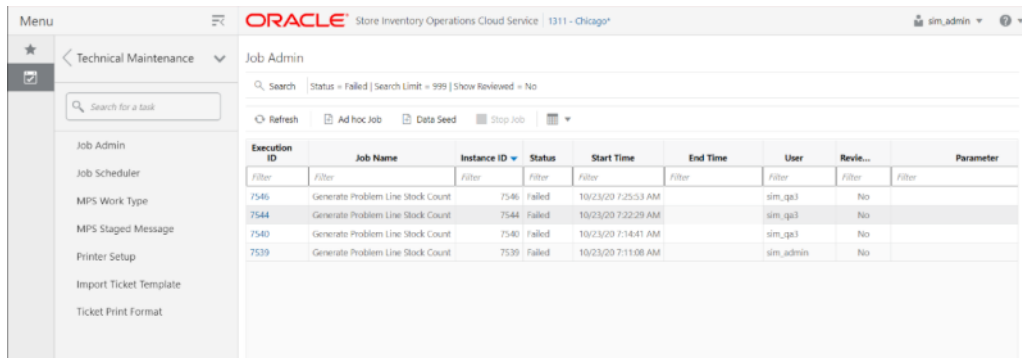 Menu
ORACLE® Store Inventory Operations Cloud Service 1311 - Chicago*
sim_admin
Technical Maintenance
Search for a task
Job Admin
Job Scheduler
MPS Work Type
MPS Staged Message
Printer Setup
Import Ticket Template
Ticket Print Format
Job Admin
Search Status = Failed | Search Limit = 999 | Show Reviewed = No
Refresh Ad hoc Job Data Seed Stop Job
Execution ID Job Name Instance ID Status Start Time End Time User Revie... Parameter
Filter Filter Filter Filter Filter Filter Filter Filter Filter
7546 Generate Problem Line Stock Count 7546 Failed 10/23/20 7:25:53 AM sim_qa3 No
7544 Generate Problem Line Stock Count 7544 Failed 10/23/20 7:22:29 AM sim_qa3 No
7540 Generate Problem Line Stock Count 7540 Failed 10/23/20 7:14:41 AM sim_qa3 No
7539 Generate Problem Line Stock Count 7539 Failed 10/23/20 7:11:08 AM sim_admin No